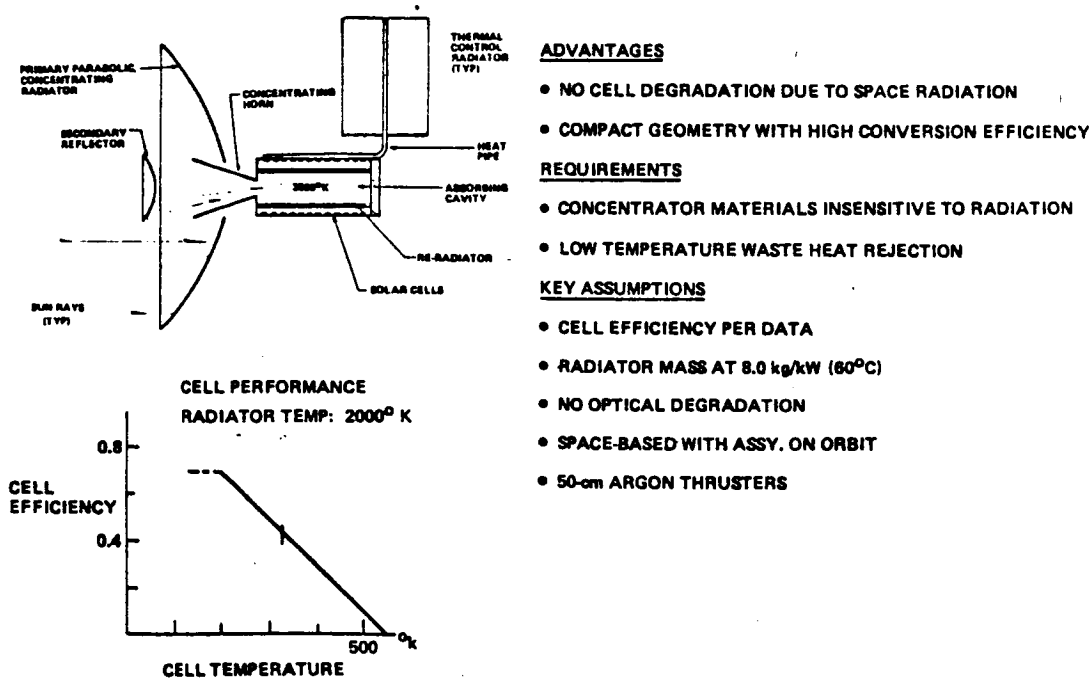 PRIMARY PARABOLIC
CONCENTRATING
RADIATOR
SECONDARY
REFLECTOR
CONCENTRATING
HORN
THERMAL
CONTROL
RADIATOR
(TYP)
HEAT
PIPE
ABSORBING
CAVITY
RE-RADIATOR
SOLAR CELLS
SUN RAYS
(TYP)
CELL PERFORMANCE
RADIATOR TEMP: 2000° K
0.8
CELL
EFFICIENCY
0.4
500
°k
CELL TEMPERATURE
ADVANTAGES
• NO CELL DEGRADATION DUE TO SPACE RADIATION
• COMPACT GEOMETRY WITH HIGH CONVERSION EFFICIENCY
REQUIREMENTS
• CONCENTRATOR MATERIALS INSENSITIVE TO RADIATION
• LOW TEMPERATURE WASTE HEAT REJECTION
KEY ASSUMPTIONS
• CELL EFFICIENCY PER DATA
• RADIATOR MASS AT 8.0 kg/kW (60°C)
• NO OPTICAL DEGRADATION
• SPACE-BASED WITH ASSY. ON ORBIT
• 50-cm ARGON THRUSTERS